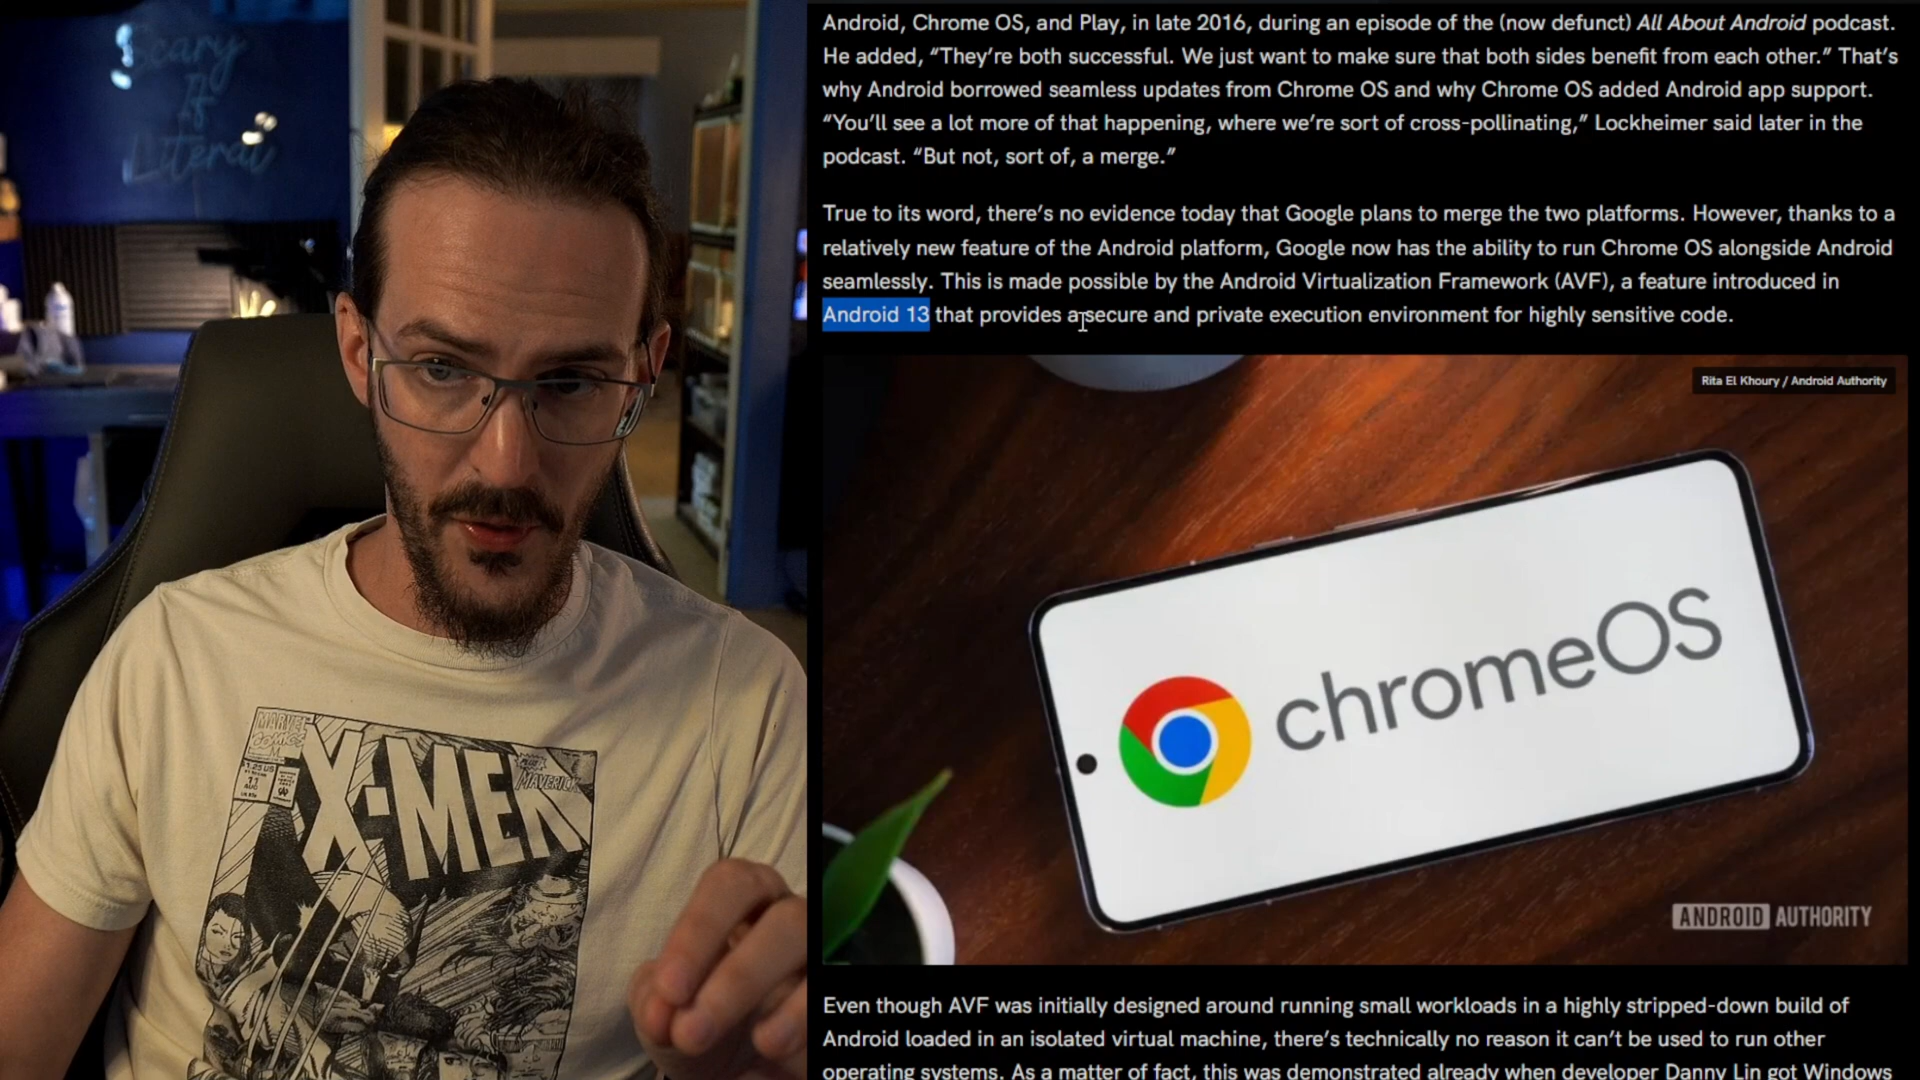 Scary
Is
Literal
MARVEL
COMICS
$1.25 US
11
AUG
X-MEN
MAVERICK
Android, Chrome OS, and Play, in late 2016, during an episode of the (now defunct) All About Android podcast.
He added, “They’re both successful. We just want to make sure that both sides benefit from each other.” That’s
why Android borrowed seamless updates from Chrome OS and why Chrome OS added Android app support.
“You’ll see a lot more of that happening, where we’re sort of cross-pollinating,” Lockheimer said later in the
podcast. “But not, sort of, a merge.”
True to its word, there’s no evidence today that Google plans to merge the two platforms. However, thanks to a
relatively new feature of the Android platform, Google now has the ability to run Chrome OS alongside Android
seamlessly. This is made possible by the Android Virtualization Framework (AVF), a feature introduced in
Android 13 that provides a secure and private execution environment for highly sensitive code.
Rita El Khoury / Android Authority
chromeOS
ANDROID AUTHORITY
Even though AVF was initially designed around running small workloads in a highly stripped-down build of
Android loaded in an isolated virtual machine, there’s technically no reason it can’t be used to run other
operating systems. As a matter of fact, this was demonstrated already when developer Danny Lin got Windows